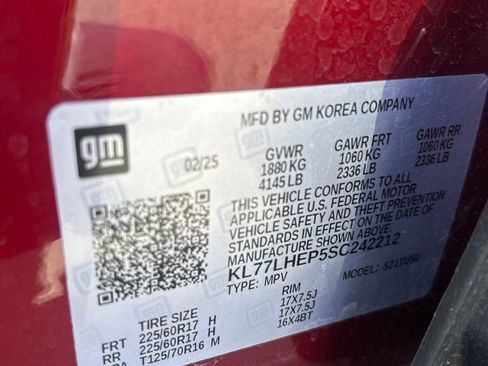 MFD BY GM KOREA COMPANY
gm
02/25
GVWR GAWR FRT GAWR RR
1880 KG 1060 KG 1060 KG
4145 LB 2336 LB 2336 LB
THIS VEHICLE CONFORMS TO ALL
APPLICABLE U.S. FEDERAL MOTOR
VEHICLE SAFETY AND THEFT PREVENTION
STANDARDS IN EFFECT ON THE DATE OF
MANUFACTURE SHOWN ABOVE.
KL77LHEP5SC242212
TYPE: MPV MODEL:
TIRE SIZE RIM
FRT 225/60R17 H 17X7.5J
RR 225/60R17 H 17X7.5J
T125/70R16 M 16X4BT